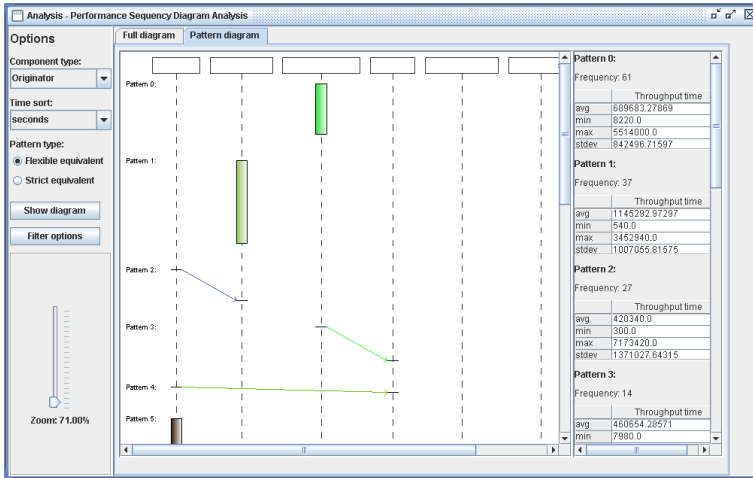 Analysis - Performance Sequency Diagram Analysis
Options
Component type:
Originator
Time sort:
seconds
Pattern type:
Flexible equivalent
Strict equivalent
Show diagram
Filter options
Zoom: 71.00%
Full diagram
Pattern diagram
Pattern 0:
Pattern 1:
Pattern 2:
Pattern 3:
Pattern 4:
Pattern 5:
Pattern 0:
Frequency: 61
Throughput time
avg 689683.27869
min 8220.0
max 5514000.0
stdev 842496.71597
Pattern 1:
Frequency: 37
Throughput time
avg 1145292.97297
min 540.0
max 3452940.0
stdev 1007055.81575
Pattern 2:
Frequency: 27
Throughput time
avg 420340.0
min 300.0
max 7173420.0
stdev 1371027.64315
Pattern 3:
Frequency: 14
Throughput time
avg 460654.28571
min 7980.0